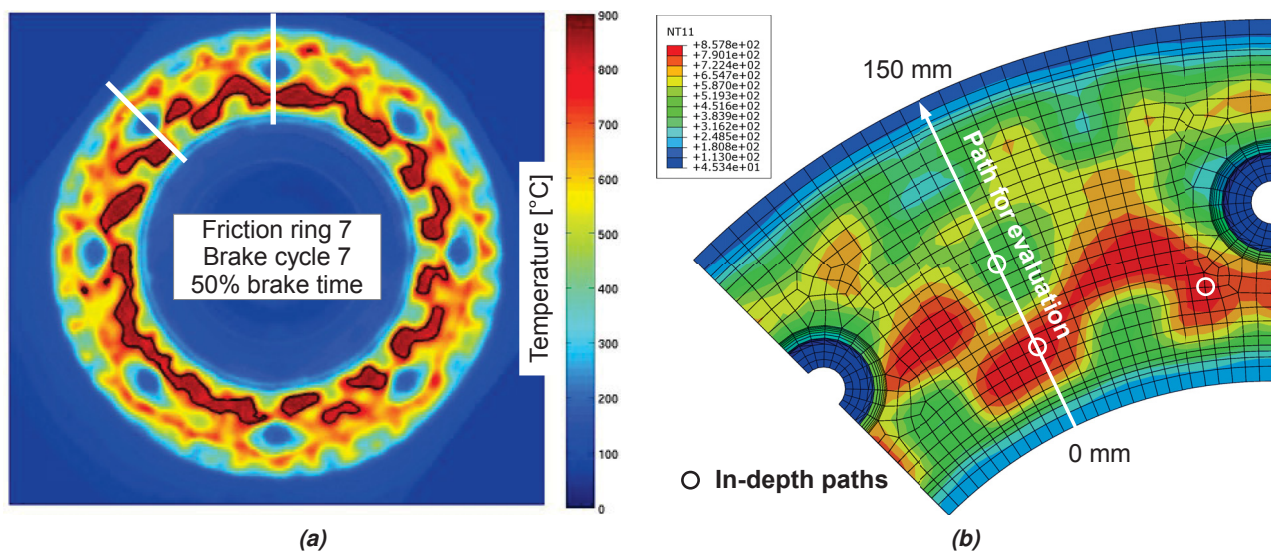 900
800
700
600
500
400
300
200
100
0
Temperature [°C]
Friction ring 7
Brake cycle 7
50% brake time
(a)
NT11
+8.578e+02
+7.901e+02
+7.224e+02
+6.547e+02
+5.870e+02
+5.193e+02
+4.516e+02
+3.839e+02
+3.162e+02
+2.485e+02
+1.808e+02
+1.130e+02
+4.534e+01
150 mm
Path for evaluation
0 mm
In-depth paths
(b)